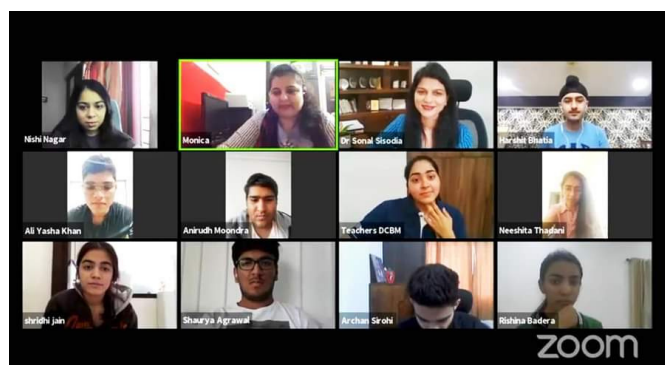 Nishi Nagar
Monica
Dr Sonal Sisodia
Harshit Bhatia
Ali Yasha Khan
Anirudh Moondra
Teachers DCBM
Neeshita Thadani
shridhi jain
Shaurya Agrawal
Archan Sirohi
Rishina Badera
zoom